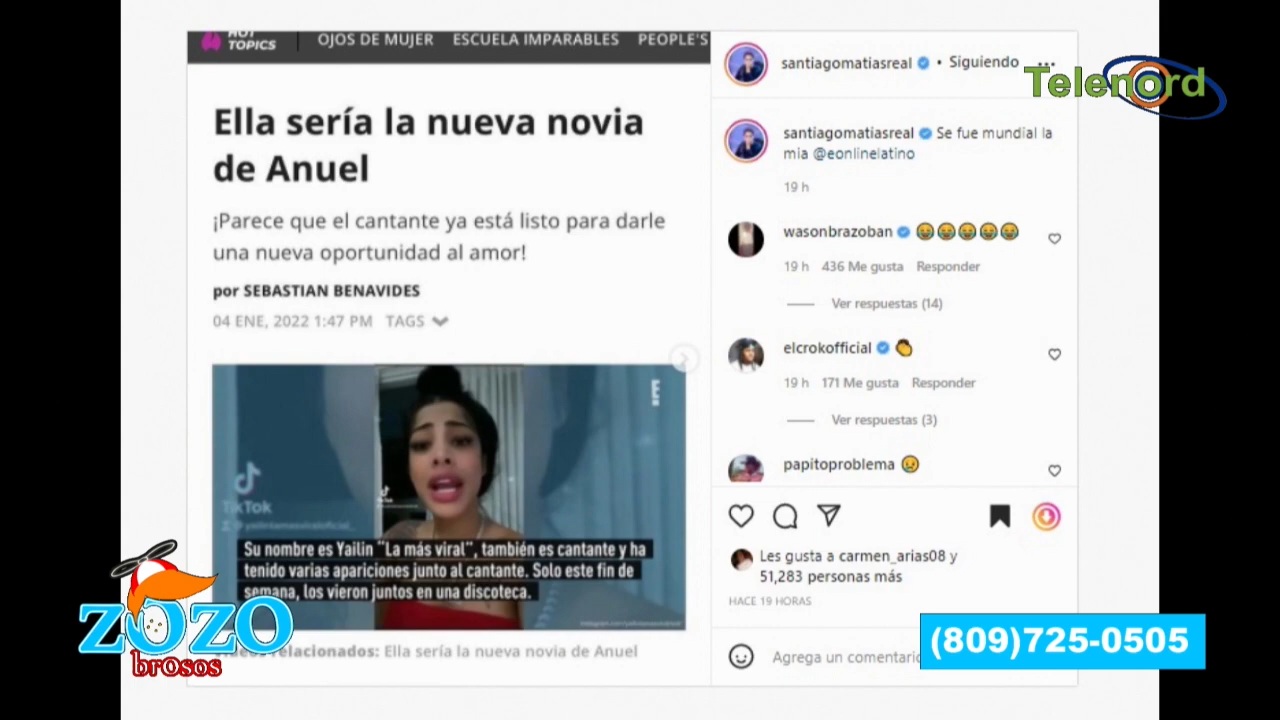 HOT
TOPICS
OJOS DE MUJER ESCUELA IMPARABLES PEOPLE'S
Ella sería la nueva novia
de Anuel
¡Parece que el cantante ya está listo para darle
una nueva oportunidad al amor!
por SEBASTIAN BENAVIDES
04 ENE, 2022 1:47 PM TAGS
TikTok
Su nombre es Yailin "La más viral", también es cantante y ha
tenido varias apariciones junto al cantante. Solo este fin de
semana, los vieron juntos en una discoteca.
Videos relacionados: Ella sería la nueva novia de Anuel
santiagomatiasreal • Siguiendo ...
Telenord
santiagomatiasreal Se fue mundial la
mia @eonlinelatino
19 h
wasonbrazoban 😂😂😂😂😂
19 h 436 Me gusta Responder
Ver respuestas (14)
elcrokofficial 👏
19 h 171 Me gusta Responder
Ver respuestas (3)
papitoproblema 😢
Les gusta a carmen_arias08 y
51,283 personas más
HACE 19 HORAS
Agrega un comentario
(809)725-0505
ZOZO
brosos